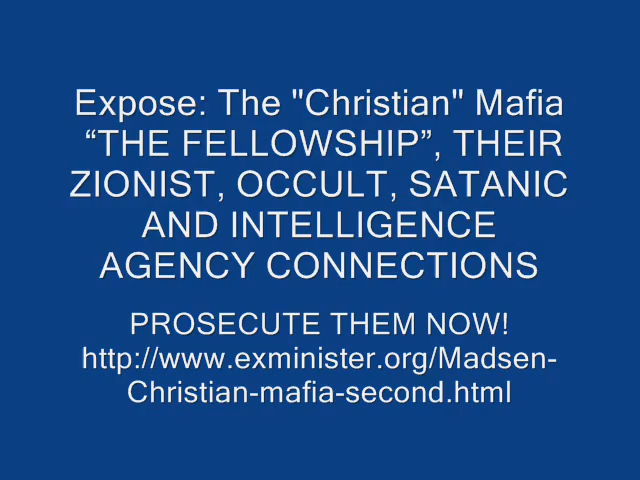 Expose: The "Christian" Mafia
“THE FELLOWSHIP”, THEIR
ZIONIST, OCCULT, SATANIC
AND INTELLIGENCE
AGENCY CONNECTIONS
PROSECUTE THEM NOW!
http://www.exminister.org/Madsen-
Christian-mafia-second.html